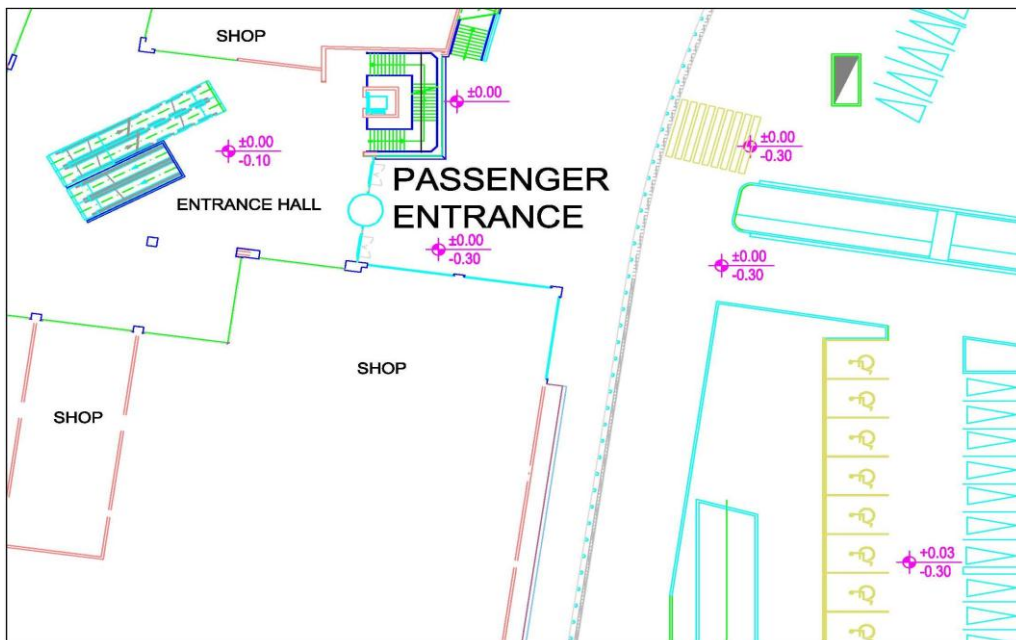 SHOP
±0.00
±0.00
-0.10
±0.00
-0.30
PASSENGER
ENTRANCE
ENTRANCE HALL
±0.00
-0.30
±0.00
-0.30
SHOP
SHOP
+0.03
-0.30